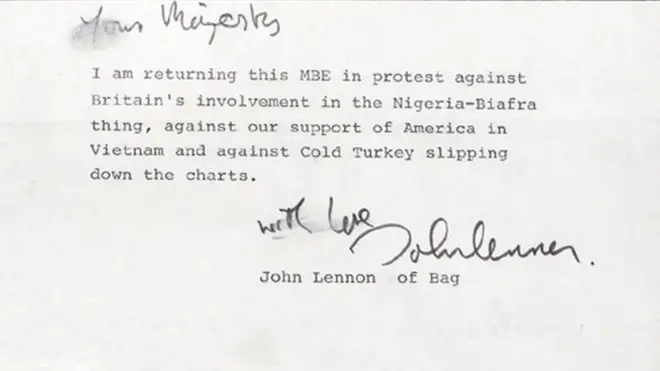 Your Majesty
I am returning this MBE in protest against
Britain's involvement in the Nigeria-Biafra
thing, against our support of America in
Vietnam and against Cold Turkey slipping
down the charts.
with love
John Lennon.
John Lennon of Bag